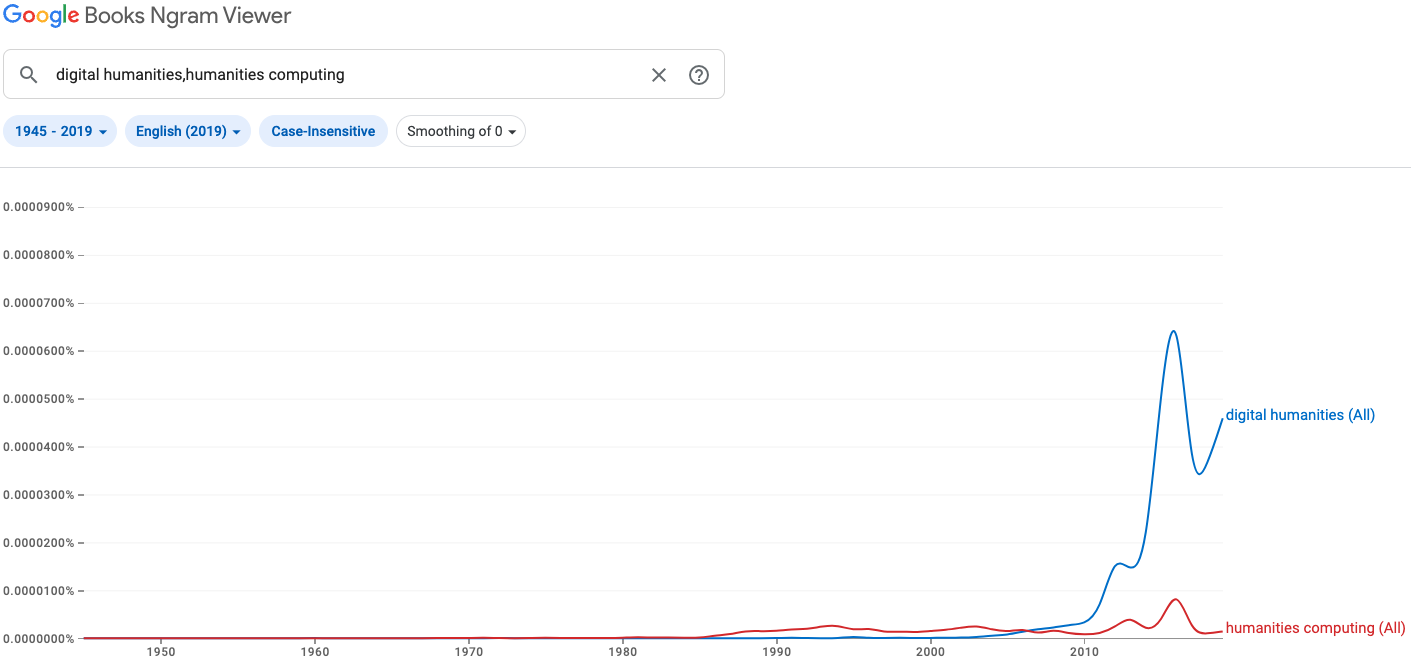 Google Books Ngram Viewer
digital humanities,humanities computing
1945 - 2019 English (2019) Case-Insensitive Smoothing of 0
0.0000900%
0.0000800%
0.0000700%
0.0000600%
0.0000500%
digital humanities (All)
0.0000400%
0.0000300%
0.0000200%
0.0000100%
humanities computing (All)
0.0000000%
1950 1960 1970 1980 1990 2000 2010